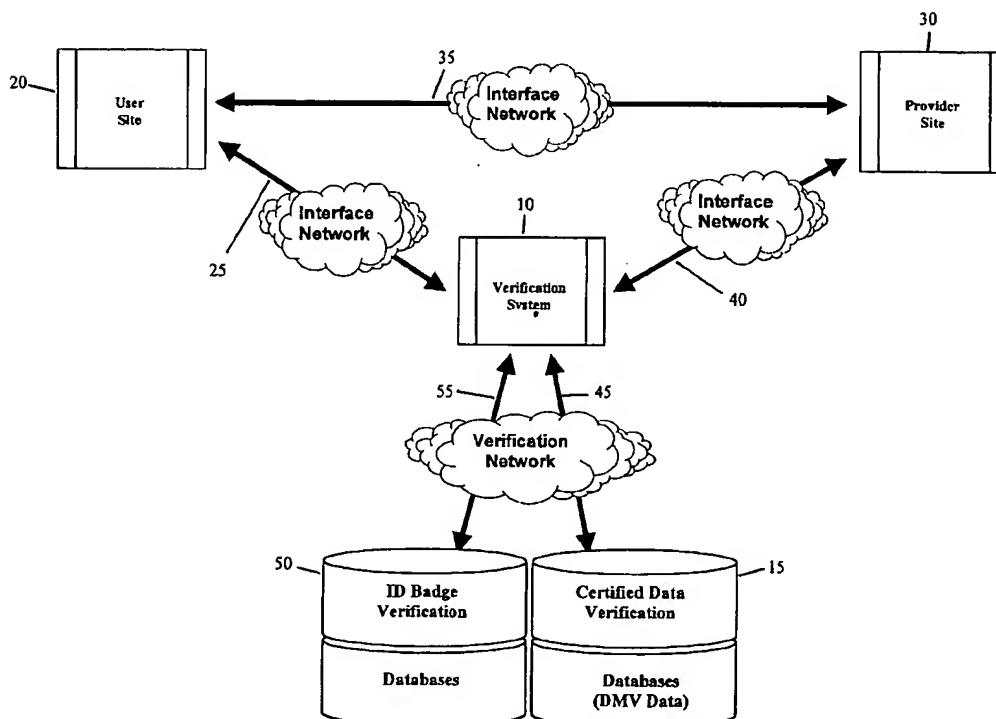 30
35
20
User
Site
Interface
Network
Provider
Site
Interface
Network
10
Interface
Network
25
Verification
System
40
55
45
Verification
Network
50
15
ID Badge
Verification
Certified Data
Verification
Databases
Databases
(DMV Data)